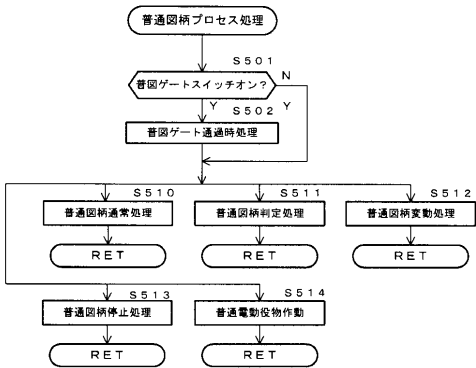 普通図柄プロセス処理
S501
普図ゲートスイッチオン?
N
Y
S502
Y
普図ゲート通過時処理
S510
S511
S512
普通図柄通常処理
普通図柄判定処理
普通図柄変動処理
RET
RET
RET
S513
S514
普通図柄停止処理
普通電動役物作動
RET
RET